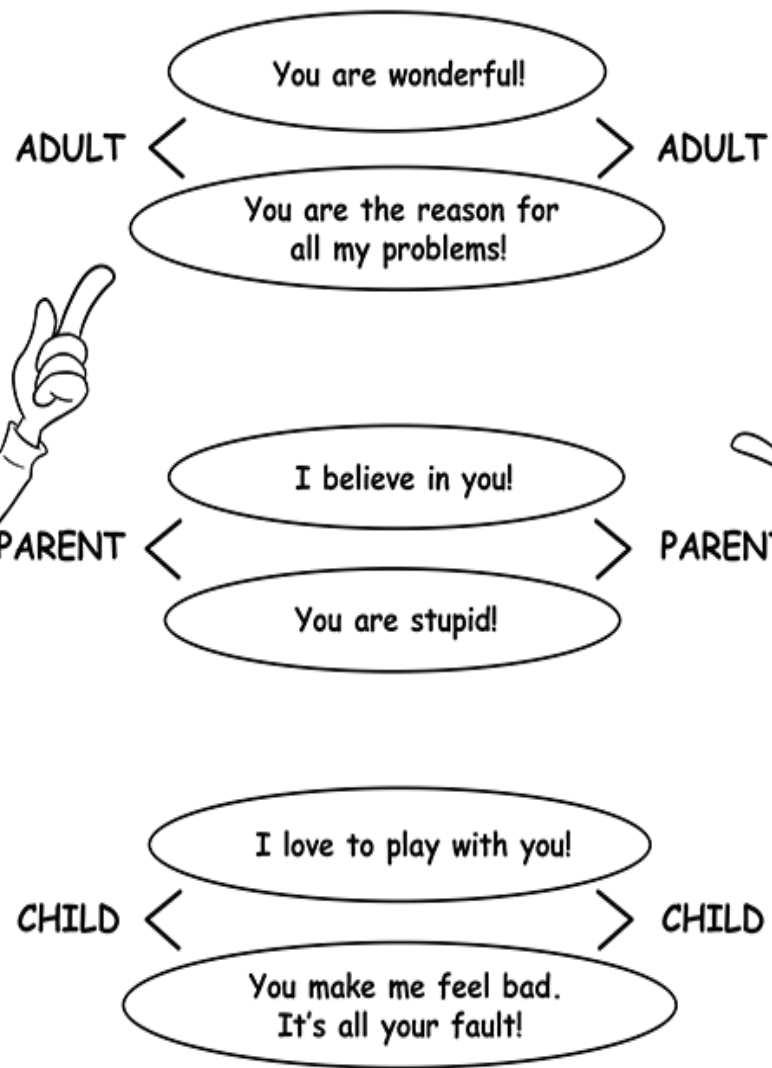 You are wonderful!
ADULT
ADULT
You are the reason for
all my problems!
I believe in you!
PARENT
PARENT
You are stupid!
I love to play with you!
CHILD
CHILD
You make me feel bad.
It's all your fault!